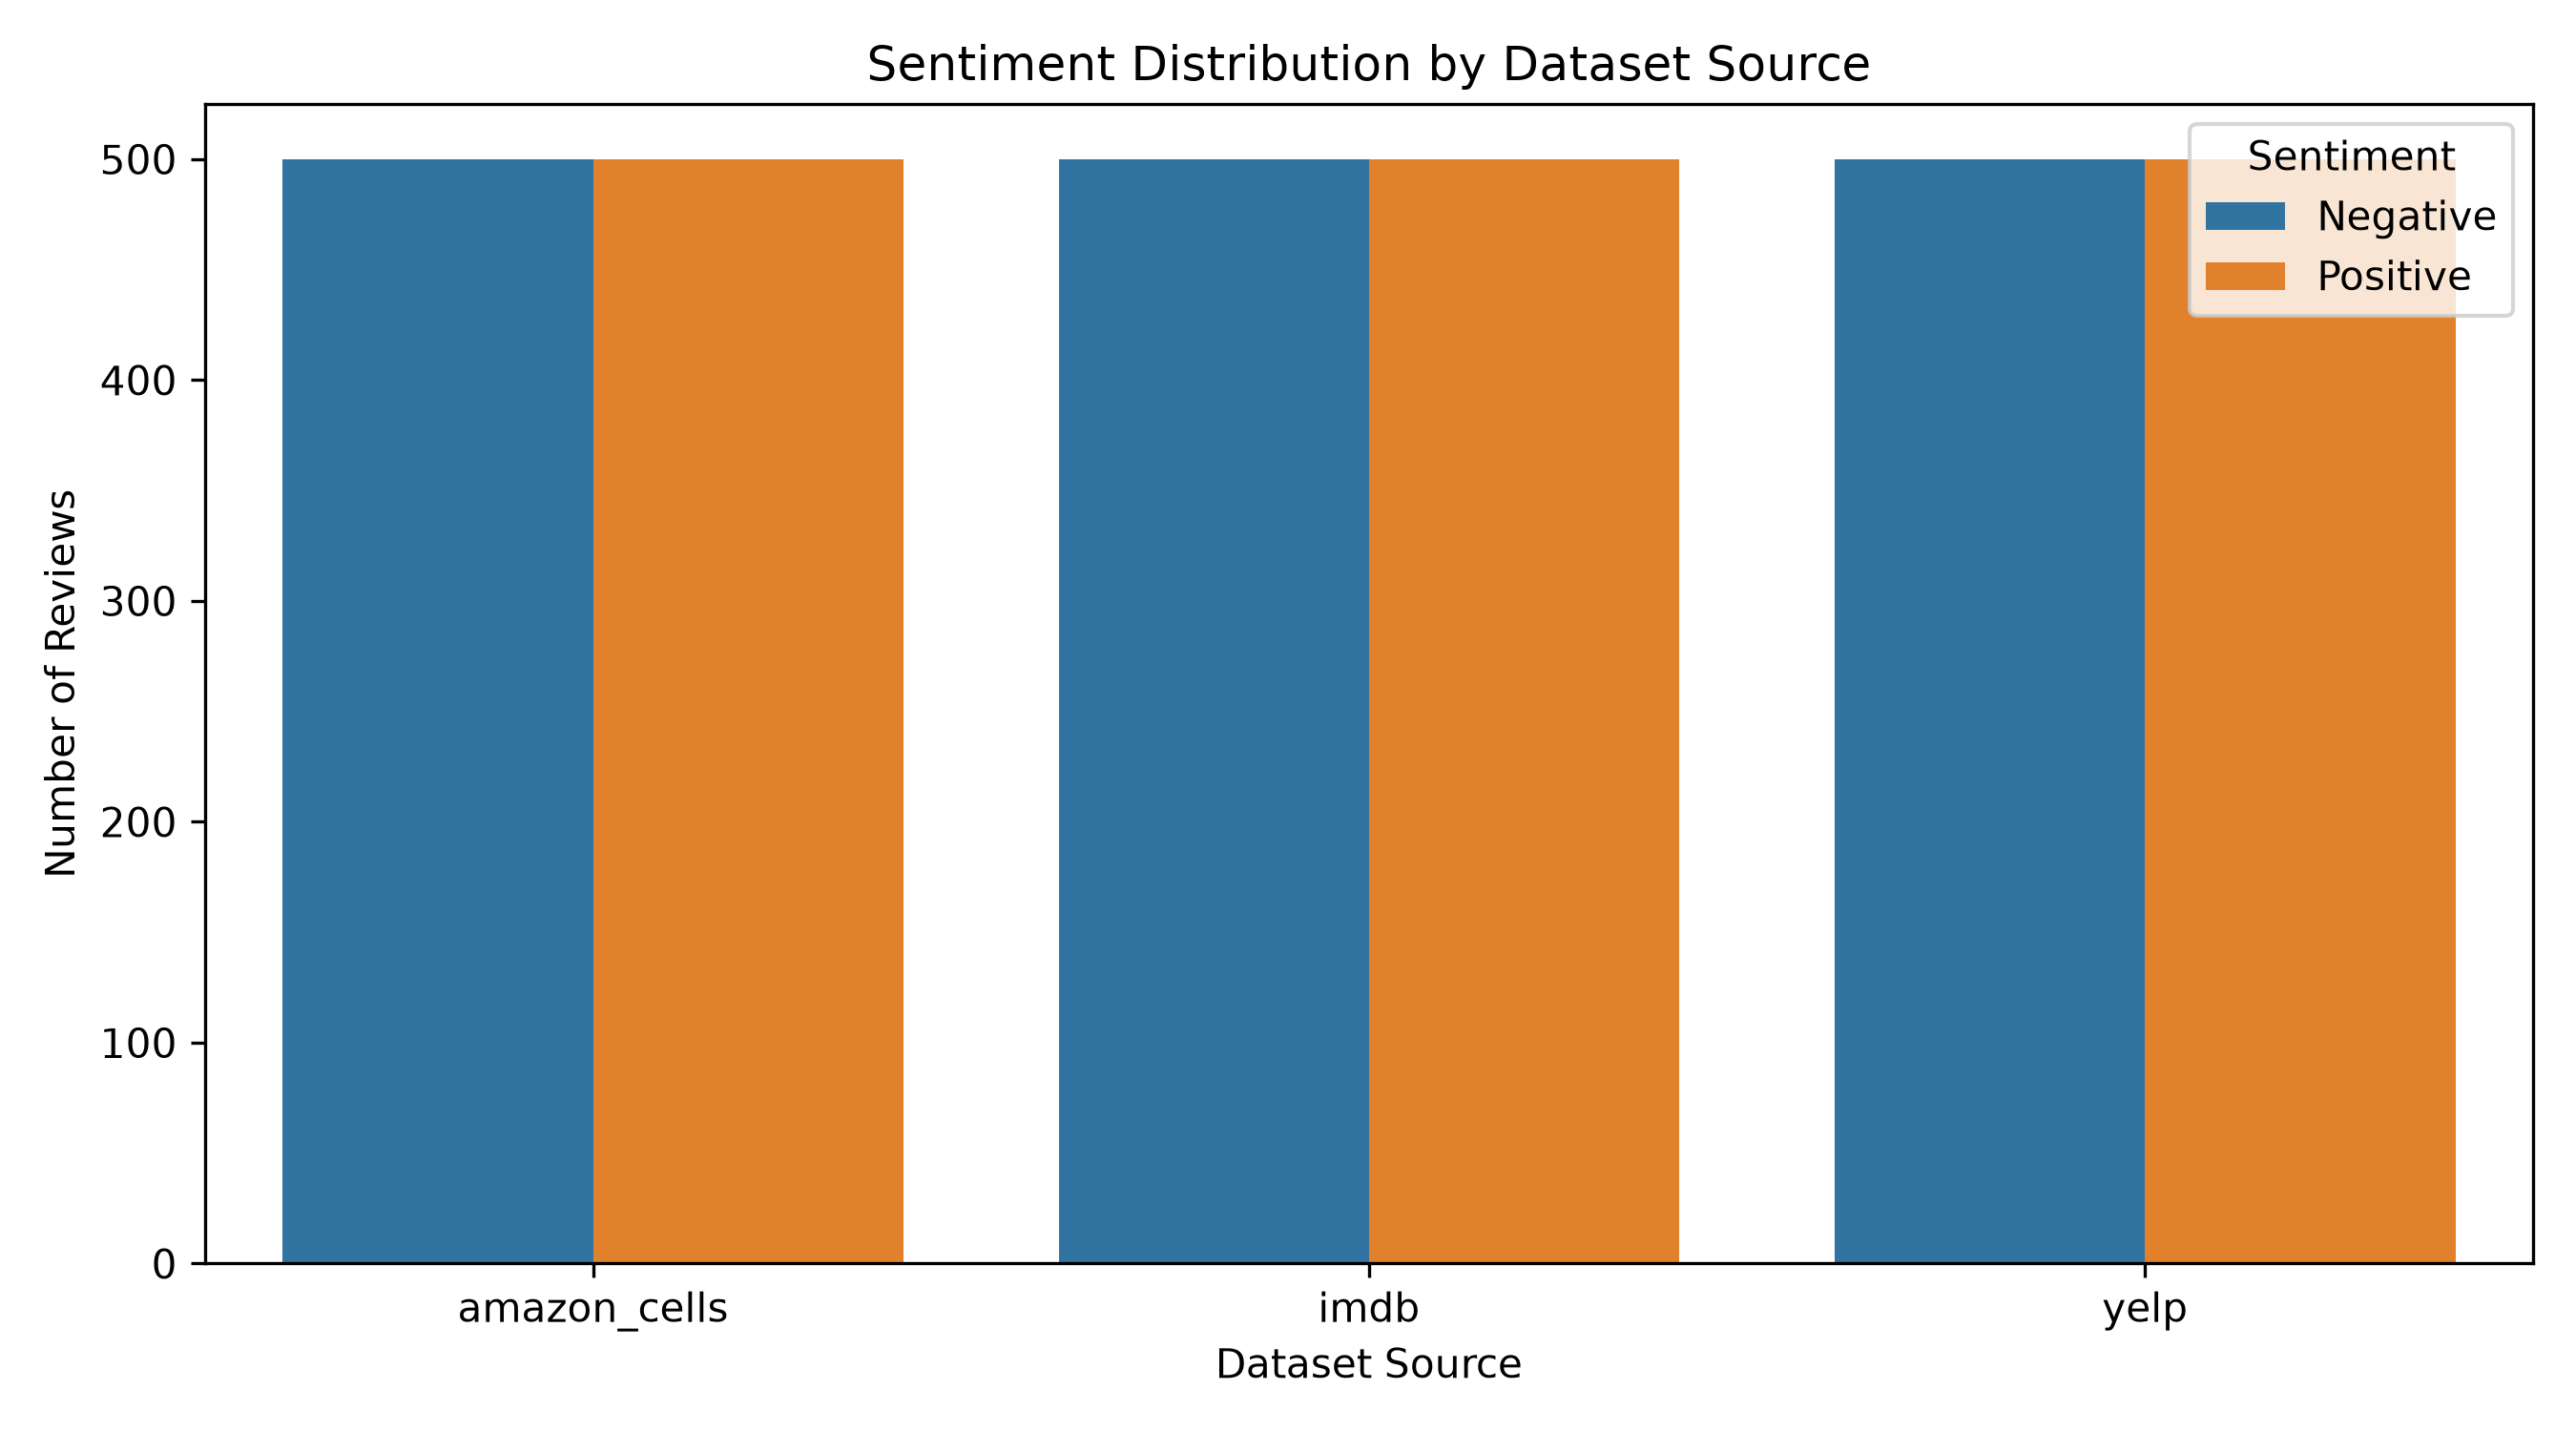 Sentiment Distribution by Dataset Source
Sentiment
Negative
Positive
Number of Reviews
500
400
300
200
100
0
amazon_cells
imdb
yelp
Dataset Source